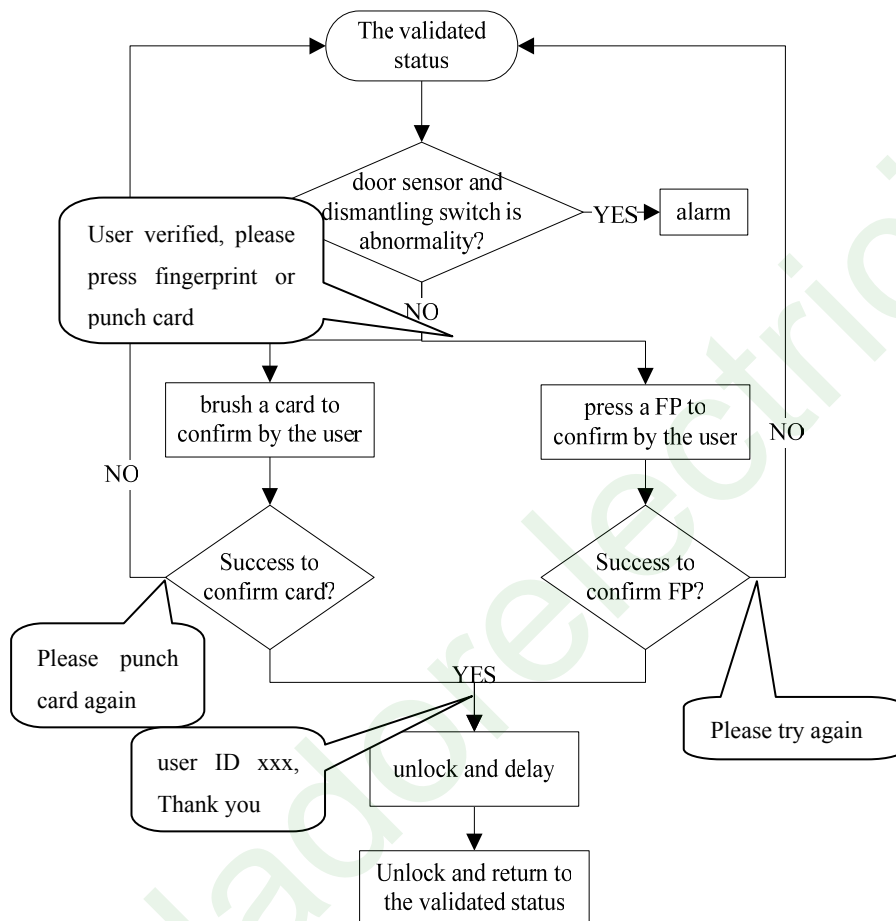 The validated
status
door sensor and
dismantling switch is
abnormality?
YES
alarm
User verified, please
press fingerprint or
punch card
NO
brush a card to
confirm by the user
press a FP to
confirm by the user
NO
NO
Success to
confirm card?
Success to
confirm FP?
Please punch
card again
YES
Please try again
user ID xxx,
Thank you
unlock and delay
Unlock and return to
the validated status
adorelectric